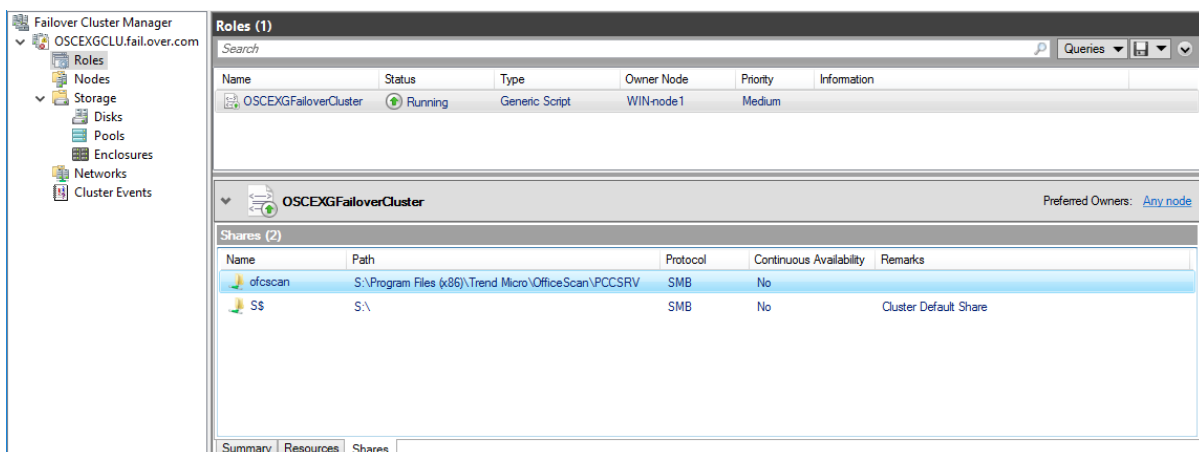 Failover Cluster Manager
OSCEXGCLU.fail.over.com
Roles
Nodes
Storage
Disks
Pools
Enclosures
Networks
Cluster Events
Roles (1)
Search
Queries
Name Status Type Owner Node Priority Information
OSCEXGFailoverCluster Running Generic Script WIN-node1 Medium
OSCEXGFailoverCluster Preferred Owners: Any node
Shares (2)
Name Path Protocol Continuous Availability Remarks
ofcscan S:\Program Files (x86)\Trend Micro\OfficeScan\PCCSRV SMB No
S$ S:\ SMB No Cluster Default Share
Summary Resources Shares